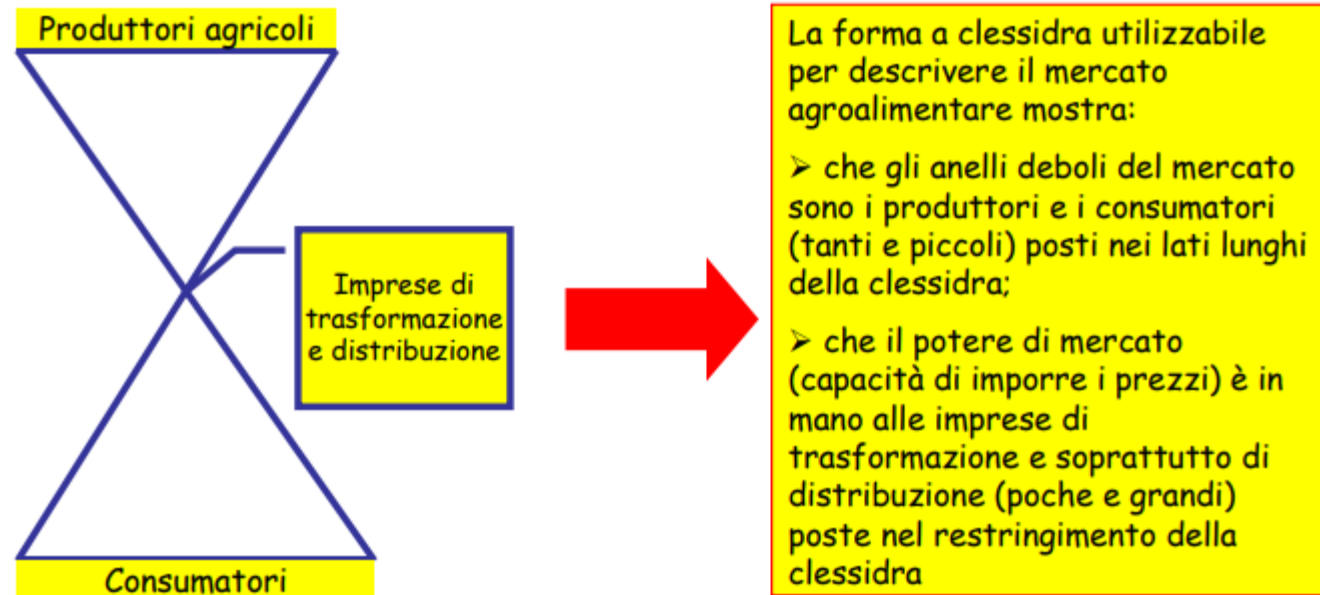 Produttori agricoli
Imprese di
trasformazione
e distribuzione
Consumatori
La forma a clessidra utilizzabile
per descrivere il mercato
agroalimentare mostra:
➢ che gli anelli deboli del mercato
sono i produttori e i consumatori
(tanti e piccoli) posti nei lati lunghi
della clessidra;
➢ che il potere di mercato
(capacità di imporre i prezzi) è in
mano alle imprese di
trasformazione e soprattutto di
distribuzione (poche e grandi)
poste nel restringimento della
clessidra